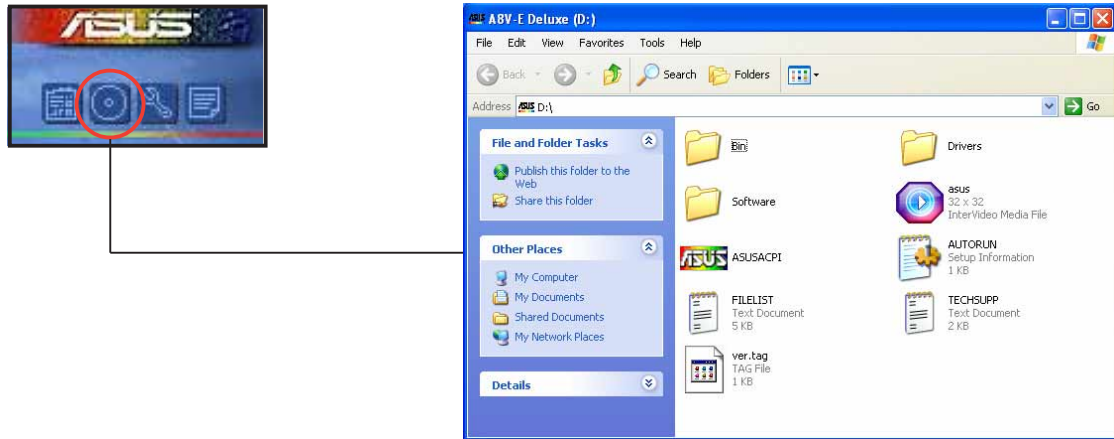 ASUS
ABV-E Deluxe (D:)
File Edit View Favorites Tools Help
Back Search Folders
Address D:\ Go
File and Folder Tasks
Publish this folder to the
Web
Share this folder
Other Places
My Computer
My Documents
Shared Documents
My Network Places
Details
Bin
Drivers
Software
asus
32 x 32
InterVideo Media File
ASUS ASUSACPI
AUTORUN
Setup Information
1 KB
FILELIST
Text Document
5 KB
TECHSUPP
Text Document
2 KB
ver.tag
TAG File
1 KB